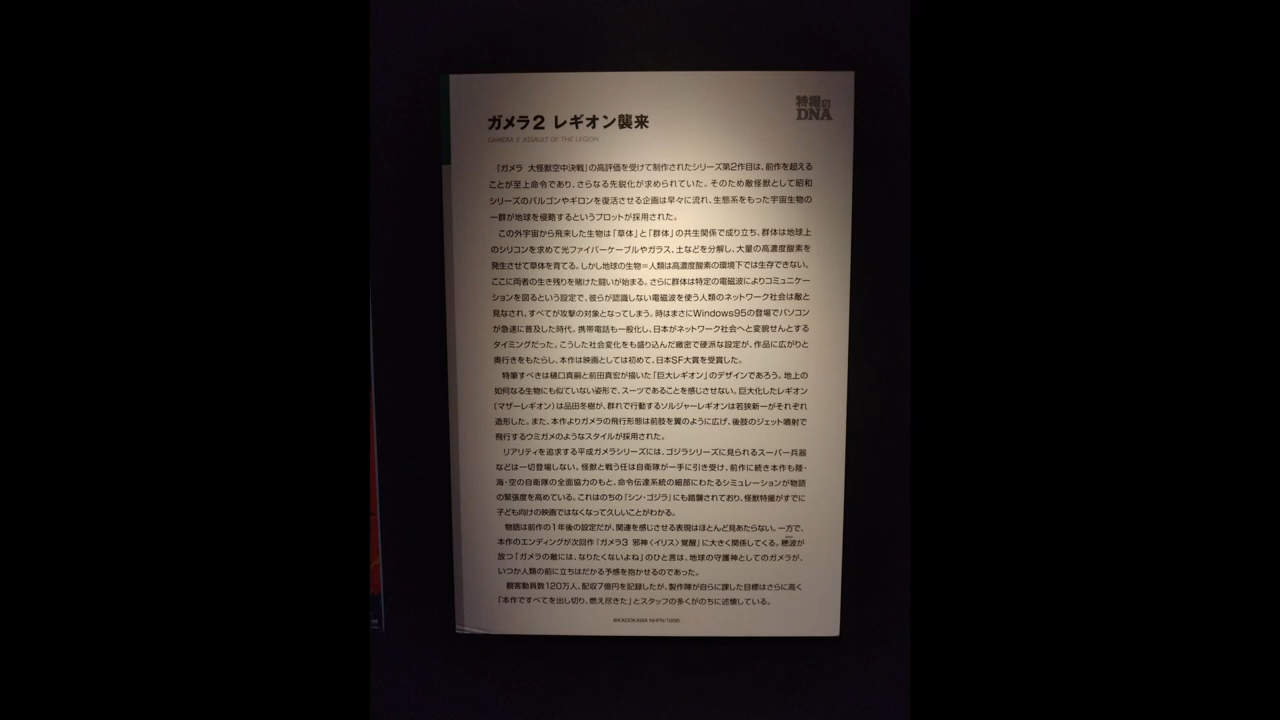 特撮のDNA
ガメラ2 レギオン襲来
GAMERA 2: ASSAULT OF THE LEGION
『ガメラ 大怪獣空中決戦』の高評価を受けて制作されたシリーズ第2作目は、前作を超える
ことが至上命令であり、さらなる先鋭化が求められていた。そのため敵怪獣として昭和
シリーズのバルゴンやギロンを復活させる企画は早々に流れ、生態系をもった宇宙生物の
一群が地球を侵略するというプロットが採用された。
この外宇宙から飛来した生物は「草体」と「群体」の共生関係で成り立ち、群体は地球上
のシリコンを求めて光ファイバーケーブルやガラス、土などを分解し、大量の高濃度酸素を
発生させて草体を育てる。しかし地球の生物=人類は高濃度酸素の環境下では生存できない。
ここに両者の生き残りを賭けた闘いが始まる。さらに群体は特定の電磁波によりコミュニケー
ションを図るという設定で、彼らが認識しない電磁波を使う人類のネットワーク社会は敵と
見なされ、すべてが攻撃の対象となってしまう。時はまさにWindows95の登場でパソコン
が急速に普及した時代。携帯電話も一般化し、日本がネットワーク社会へと変貌せんとする
タイミングだった。こうした社会変化をも盛り込んだ緻密で硬派な設定が、作品に広がりと
奥行きをもたらし、本作は映画としては初めて、日本SF大賞を受賞した。
特筆すべきは樋口真嗣と前田真宏が描いた「巨大レギオン」のデザインであろう。地上の
如何なる生物にも似ていない姿形で、スーツであることを感じさせない。巨大化したレギオン
(マザーレギオン)は品田冬樹が、群れで行動するソルジャーレギオンは若狭新一がそれぞれ
造形した。また、本作よりガメラの飛行形態は前肢を翼のように広げ、後肢のジェット噴射で
飛行するウミガメのようなスタイルが採用された。
リアリティを追求する平成ガメラシリーズには、ゴジラシリーズに見られるスーパー兵器
などは一切登場しない。怪獣と戦う任は自衛隊が一手に引き受け、前作に続き本作も陸・
海・空の自衛隊の全面協力のもと、命令伝達系統の細部にわたるシミュレーションが物語
の緊張度を高めている。これはのちの『シン・ゴジラ』にも踏襲されており、怪獣特撮がすでに
子ども向けの映画ではなくなって久しいことがわかる。
物語は前作の1年後の設定だが、関連を感じさせる表現はほとんど見あたらない。一方で、
本作のエンディングが次回作『ガメラ3 邪神〈イリス〉覚醒』に大きく関係してくる。穂波が
放つ「ガメラの敵には、なりたくないよね」のひと言は、地球の守護神としてのガメラが、
いつか人類の前に立ちはだかる予感を抱かせるのであった。
観客動員数120万人、配収7億円を記録したが、製作陣が自らに課した目標はさらに高く
「本作ですべてを出し切り、燃え尽きた」とスタッフの多くがのちに述懐している。
©KADOKAWA NHFN/1996